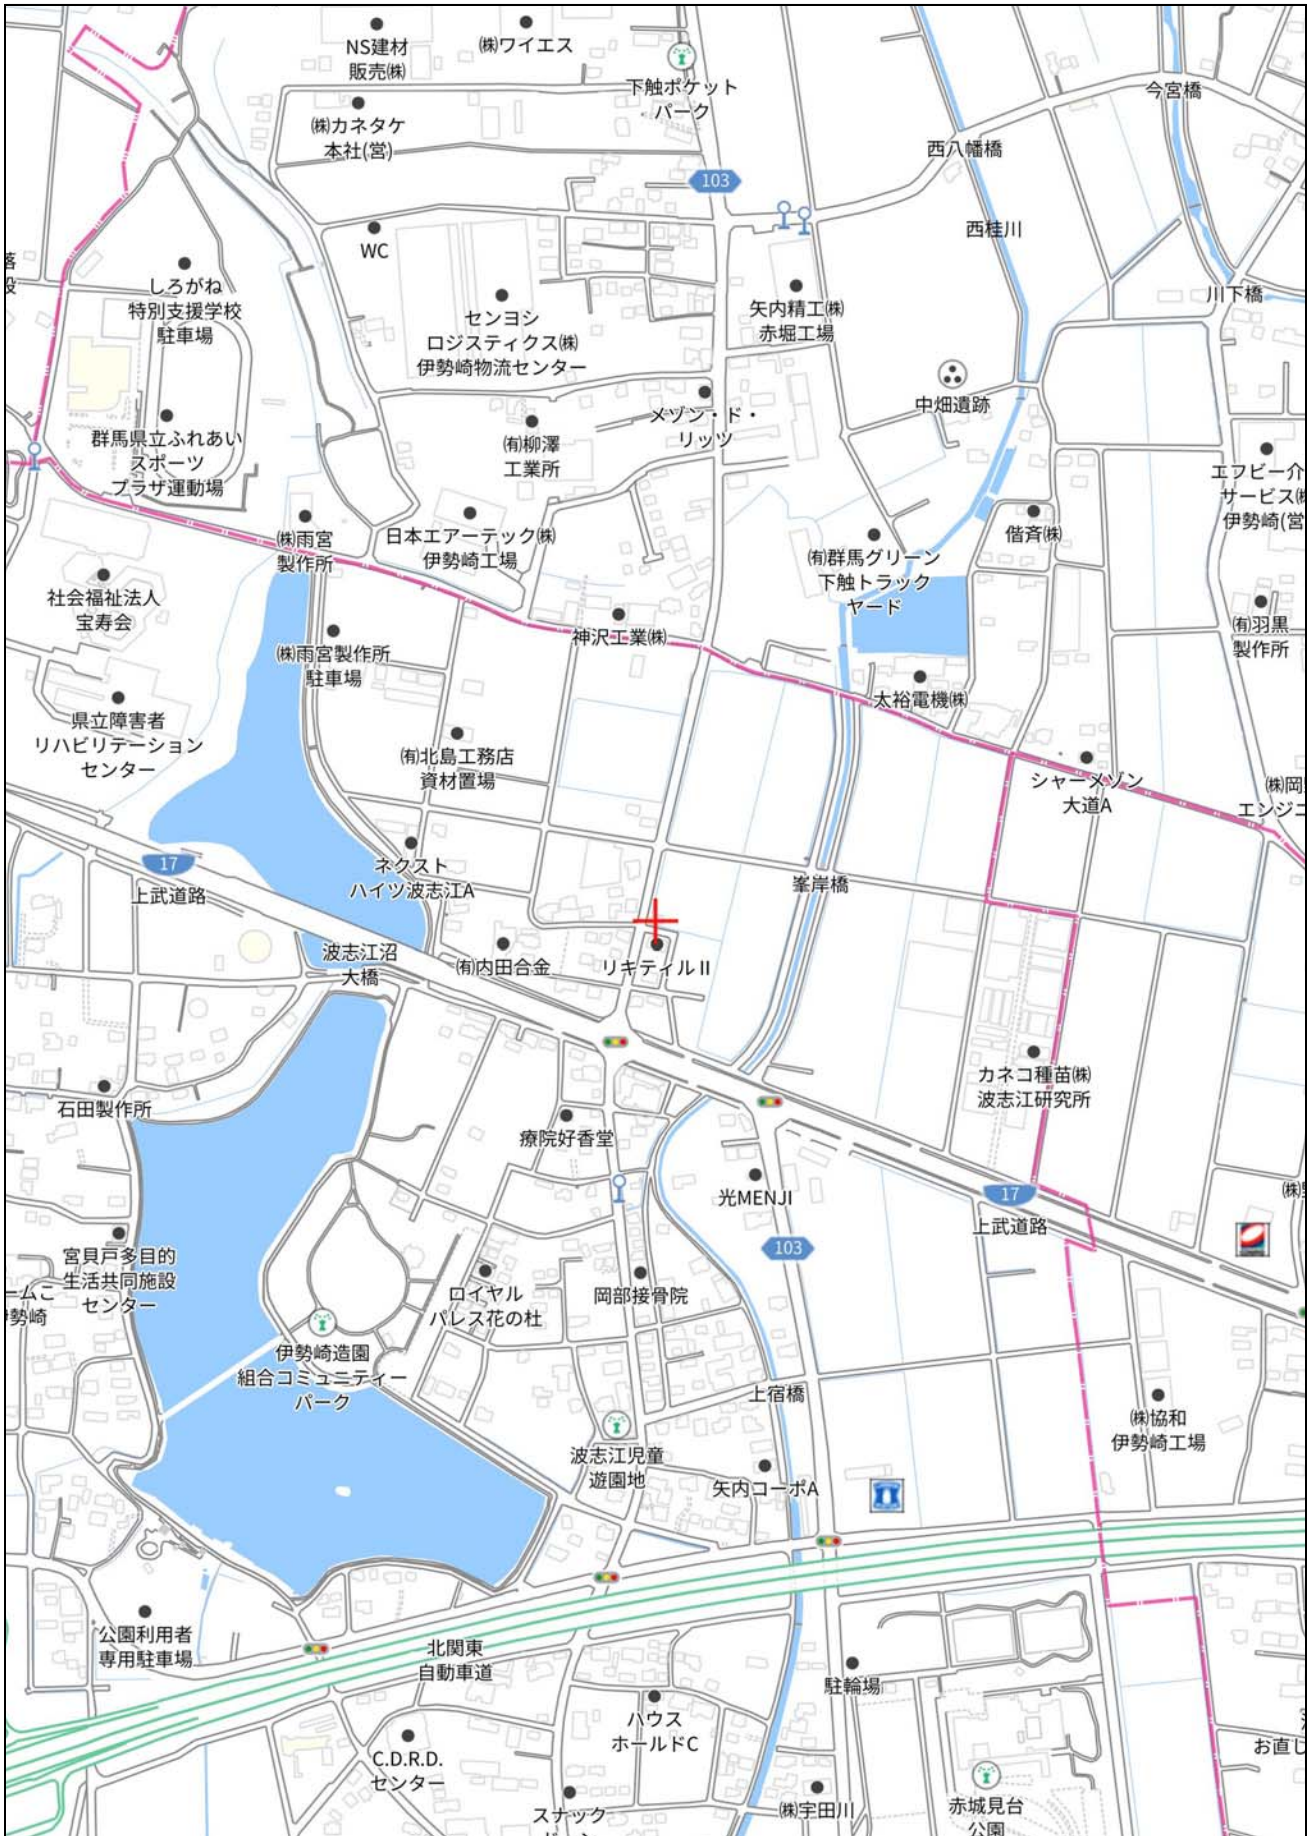 NS建材
販売㈱
㈱ワイエス
下触ポケット
パーク
今宮橋
㈱カネタケ
本社(営)
西八幡橋
103
西桂川
WC
しろがね
特別支援学校
駐車場
川下橋
センヨシ
ロジスティクス㈱
伊勢崎物流センター
矢内精工㈱
赤堀工場
中畑遺跡
メゾン・ド・
リッツ
群馬県立ふれあい
スポーツ
プラザ運動場
㈲柳澤
工業所
エフビー介
サービス㈱
伊勢崎(営
㈱雨宮
製作所
日本エアーテック㈱
伊勢崎工場
偕斉㈱
㈲群馬グリーン
下触トラック
ヤード
社会福祉法人
宝寿会
神沢工業㈱
㈲羽黒
製作所
㈱雨宮製作所
駐車場
太裕電機㈱
県立障害者
リハビリテーション
センター
㈲北島工務店
資材置場
シャーメゾン
大道A
㈱岡
エンジニ
17
上武道路
ネクスト
ハイツ波志江A
峯岸橋
波志江沼
大橋
㈲内田合金
リキティルⅡ
カネコ種苗㈱
波志江研究所
石田製作所
療院好香堂
光MENJI
17
上武道路
103
宮貝戸多目的
生活共同施設
センター
ームこ
勢崎
ロイヤル
パレス花の杜
岡部接骨院
伊勢崎造園
組合コミュニティー
パーク
上宿橋
㈱協和
伊勢崎工場
波志江児童
遊園地
矢内コーポA
公園利用者
専用駐車場
北関東
自動車道
駐輪場
ハウス
ホールドC
お直し
C.D.R.D.
センター
スナック
㈱宇田川
赤城見台
公園